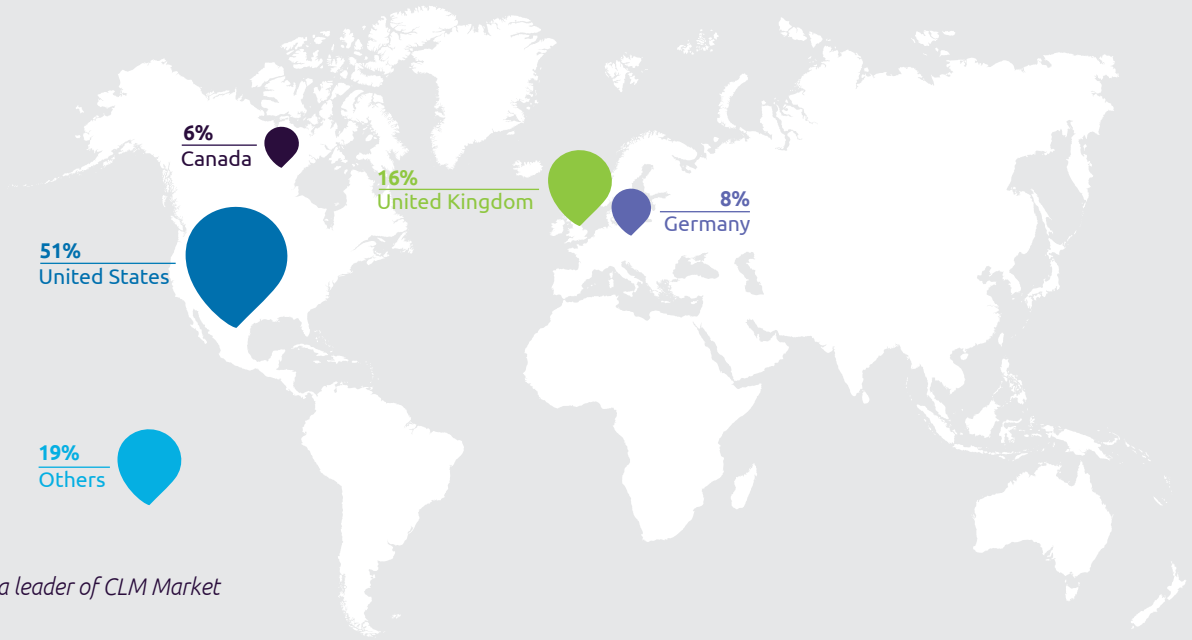 6%
Canada
16%
United Kingdom
8%
Germany
51%
United States
19%
Others
a leader of CLM Market